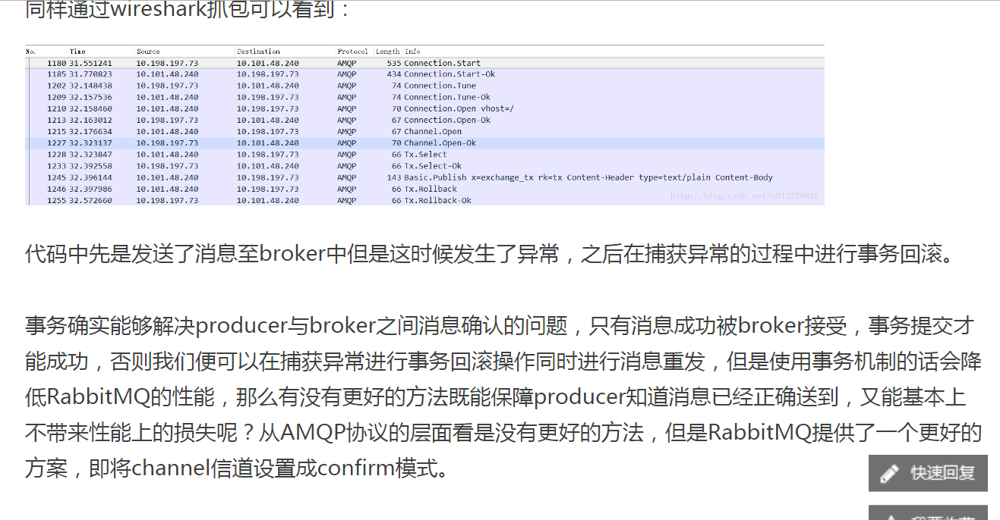 同样通过wireshark抓包可以看到：
No. Time Source Destination Protocol Length Info
1180 31.551241 10.198.197.73 10.101.48.240 AMQP 535 Connection.Start
1185 31.770823 10.101.48.240 10.198.197.73 AMQP 434 Connection.Start-Ok
1202 32.148438 10.198.197.73 10.101.48.240 AMQP 74 Connection.Tune
1209 32.157536 10.101.48.240 10.198.197.73 AMQP 74 Connection.Tune-Ok
1210 32.158460 10.101.48.240 10.198.197.73 AMQP 70 Connection.Open vhost=/
1213 32.163012 10.198.197.73 10.101.48.240 AMQP 67 Connection.Open-Ok
1215 32.176634 10.101.48.240 10.198.197.73 AMQP 67 Channel.Open
1227 32.323137 10.198.197.73 10.101.48.240 AMQP 70 Channel.Open-Ok
1228 32.323847 10.101.48.240 10.198.197.73 AMQP 66 Tx.Select
1233 32.392558 10.198.197.73 10.101.48.240 AMQP 66 Tx.Select-Ok
1245 32.396144 10.101.48.240 10.198.197.73 AMQP 143 Basic.Publish x=exchange_tx rk=tx Content-Header type=text/plain Content-Body
1246 32.397986 10.101.48.240 10.198.197.73 AMQP 66 Tx.Rollback
1255 32.572660 10.198.197.73 10.101.48.240 AMQP 66 Tx.Rollback-Ok
http://blog.csdn.net/u013256816
代码中先是发送了消息至broker中但是这时候发生了异常，之后在捕获异常的过程中进行事务回滚。
事务确实能够解决producer与broker之间消息确认的问题，只有消息成功被broker接受，事务提交才
能成功，否则我们便可以在捕获异常进行事务回滚操作同时进行消息重发，但是使用事务机制的话会降
低RabbitMQ的性能，那么有没有更好的方法既能保障producer知道消息已经正确送到，又能基本上
不带来性能上的损失呢？从AMQP协议的层面看是没有更好的方法，但是RabbitMQ提供了一个更好的
方案，即将channel信道设置成confirm模式。
快速回复
我要收藏